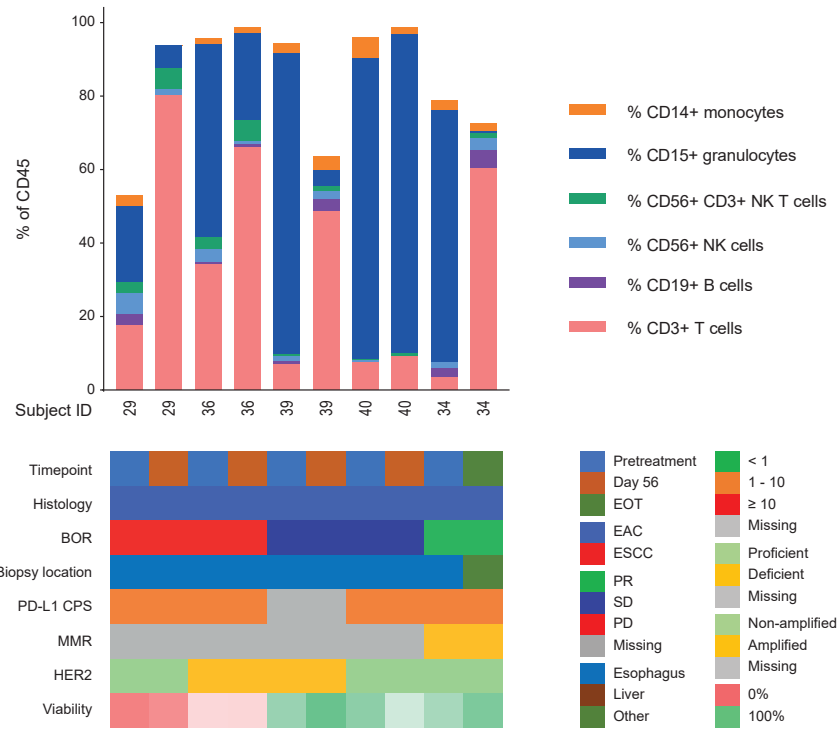 100
80
60
40
20
0
% of CD45
% CD14+ monocytes
% CD15+ granulocytes
% CD56+ CD3+ NK T cells
% CD56+ NK cells
% CD19+ B cells
% CD3+ T cells
Subject ID 29 29 36 36 39 39 40 40 34 34
Timepoint
Histology
BOR
Biopsy location
PD-L1 CPS
MMR
HER2
Viability
Pretreatment
Day 56
EOT
EAC
ESCC
PR
SD
PD
Missing
Esophagus
Liver
Other
< 1
1 - 10
≥ 10
Missing
Proficient
Deficient
Missing
Non-amplified
Amplified
Missing
0%
100%